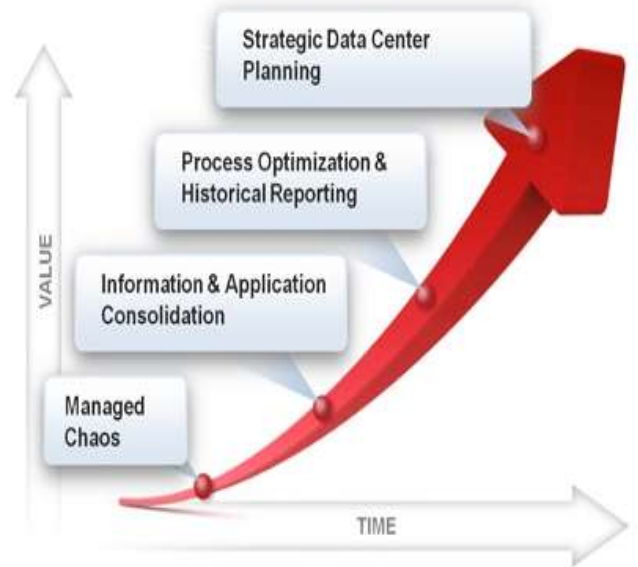 Strategic Data Center
Planning
Process Optimization &
Historical Reporting
Information & Application
Consolidation
Managed
Chaos
VALUE
TIME